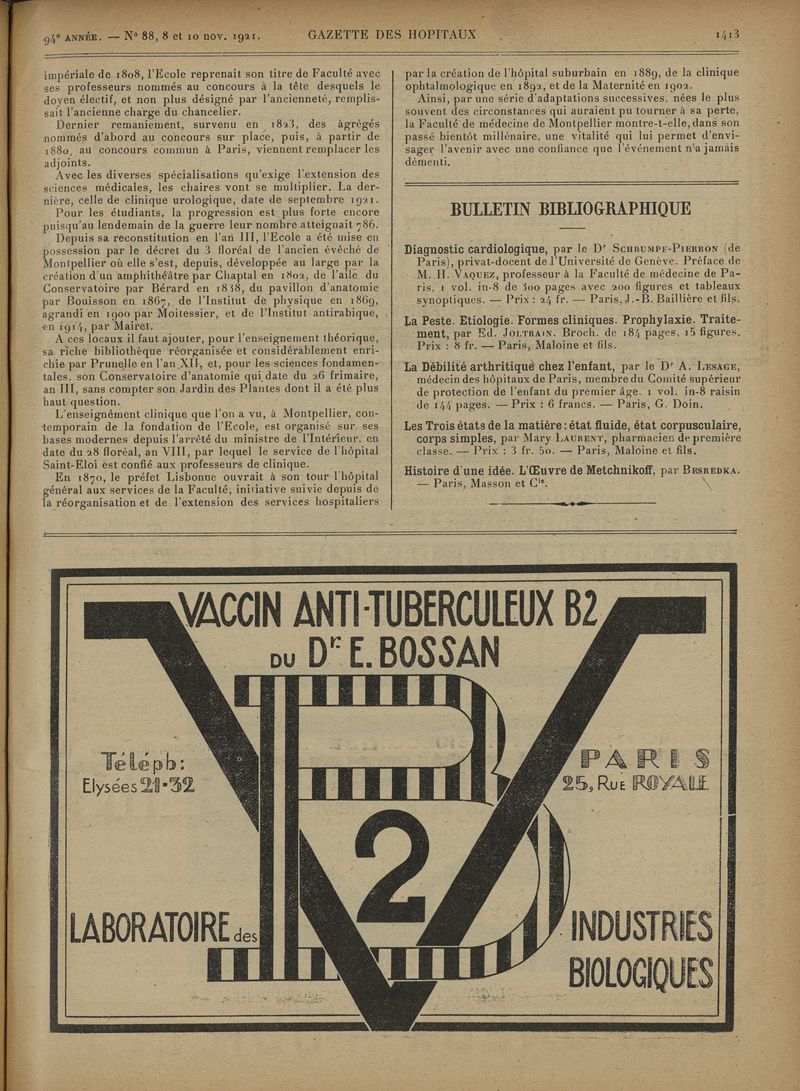 94e ANNÉE. — N° 88, 8 et 10 nov. 1921.
GAZETTE DES HOPITAUX
1413
impériale de 1808, l'Ecole reprenait son titre de Faculté avec
ses professeurs nommés au concours à la tête desquels le
doyen électif, et non plus désigné par l'ancienneté, remplis-
sait l'ancienne charge du chancelier.
Dernier remaniement, survenu en 1823, des agrégés
nommés d'abord au concours sur place, puis, à partir de
1880, au concours commun à Paris, viennent remplacer les
adjoints.
Avec les diverses spécialisations qu'exige l'extension des
sciences médicales, les chaires vont se multiplier. La der-
nière, celle de clinique urologique, date de septembre 1921.
Pour les étudiants, la progression est plus forte encore
puisqu'au lendemain de la guerre leur nombre atteignait 786.
Depuis sa reconstitution en l'an III, l'Ecole a été mise en
possession par le décret du 3 floréal de l'ancien évêché de
Montpellier où elle s'est, depuis, développée au large par la
création d'un amphithéâtre par Chaptal en 1802, de l'aile du
Conservatoire par Bérard en 1838, du pavillon d'anatomie
par Bouisson en 1867, de l'Institut de physique en 1869,
agrandi en 1900 par Moitessier, et de l'Institut antirabique,
en 1914, par Mairet.
A ces locaux il faut ajouter, pour l'enseignement théorique,
sa riche bibliothèque réorganisée et considérablement enri-
chie par Prunelle en l'an XII, et, pour les sciences fondamen-
tales, son Conservatoire d'anatomie qui date du 26 frimaire,
an III, sans compter son Jardin des Plantes dont il a été plus
haut question.
L'enseignement clinique que l'on a vu, à Montpellier, con-
temporain de la fondation de l'Ecole, est organisé sur ses
bases modernes depuis l'arrêté du ministre de l'Intérieur, en
date du 28 floréal, an VIII, par lequel le service de l'hôpital
Saint-Eloi est confié aux professeurs de clinique.
En 1870, le préfet Lisbonne ouvrait à son tour l'hôpital
général aux services de la Faculté, initiative suivie depuis de
la réorganisation et de l'extension des services hospitaliers
par la création de l'hôpital suburbain en 1889, de la clinique
ophtalmologique en 1892, et de la Maternité en 1902.
Ainsi, par une série d'adaptations successives, nées le plus
souvent des circonstances qui auraient pu tourner à sa perte,
la Faculté de médecine de Montpellier montre-t-elle, dans son
passé bientôt millénaire, une vitalité qui lui permet d'envi-
sager l'avenir avec une confiance que l'événement n'a jamais
démenti.
BULLETIN BIBLIOGRAPHIQUE
Diagnostic cardiologique, par le Dr SCHRUMPF-PIERRON (de
Paris), privat-docent de l'Université de Genève. Préface de
M. H. VAQUEZ, professeur à la Faculté de médecine de Pa-
ris. 1 vol. in-8 de 300 pages avec 200 figures et tableaux
synoptiques. — Prix : 24 fr. — Paris, J.-B. Baillière et fils.
La Peste. Etiologie. Formes cliniques. Prophylaxie. Traite-
ment, par Ed. JOLTRAIN. Broch. de 184 pages, 15 figures.
Prix : 8 fr. — Paris, Maloine et fils.
La Débilité arthritique chez l'enfant, par le Dr A. LESAGE,
médecin des hôpitaux de Paris, membre du Comité supérieur
de protection de l'enfant du premier âge. 1 vol. in-8 raisin
de 144 pages. — Prix : 6 francs. — Paris, G. Doin.
Les Trois états de la matière : état fluide, état corpusculaire,
corps simples, par Mary LAURENT, pharmacien de première
classe. — Prix : 3 fr. 50. — Paris, Maloine et fils.
Histoire d'une idée. L'Œuvre de Metchnikoff, par BESREDKA.
— Paris, Masson et Cie.
VACCIN ANTI-TUBERCULEUX B2
DU Dr. E. BOSSAN
VB2
Téléph:
Elysées 21-32
PARIS
25, RUE ROYALE
LABORATOIRE des
INDUSTRIES
BIOLOGIQUES